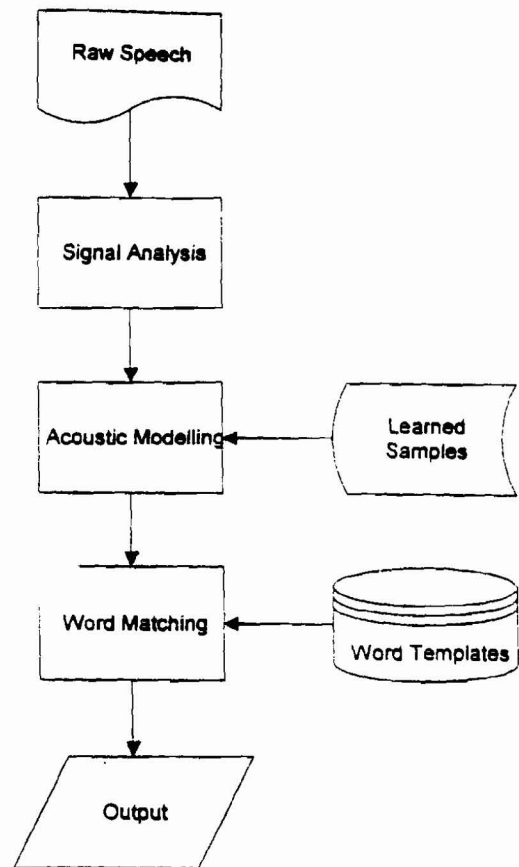 Raw Speech
Signal Analysis
Acoustic Modelling
Learned
Samples
Word Matching
Word Templates
Output